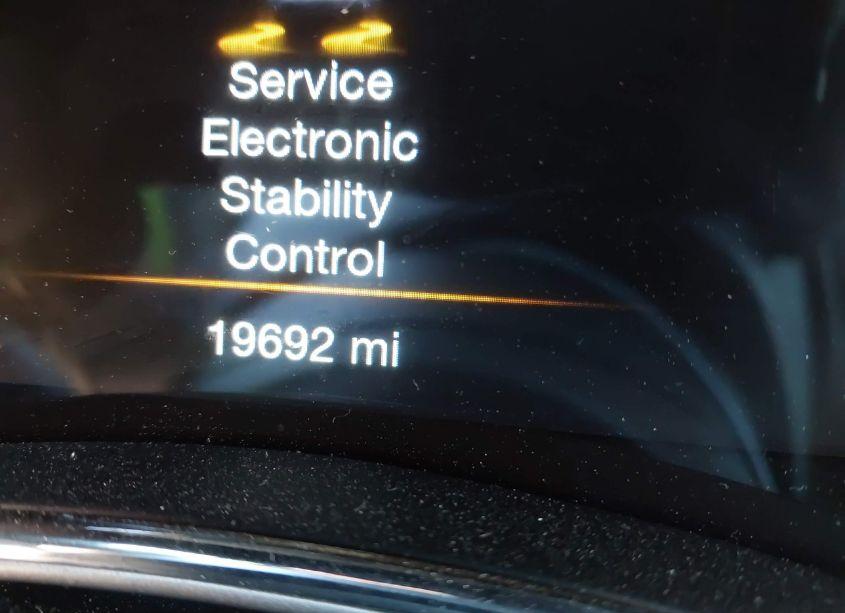 Service
Electronic
Stability
Control
19692 mi